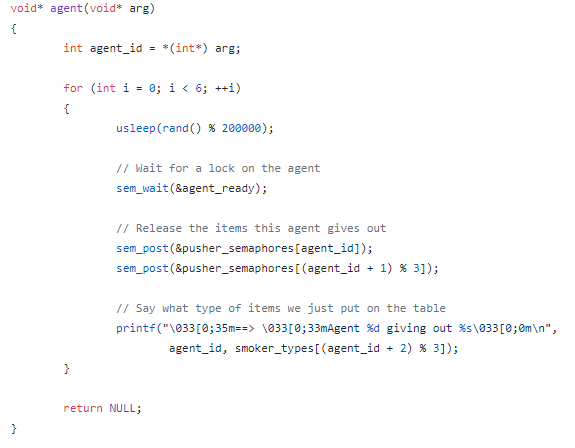 void* agent(void* arg)
{
        int agent_id = *(int*) arg;

        for (int i = 0; i < 6; ++i)
        {
                usleep(rand() % 200000);

                // Wait for a lock on the agent
                sem_wait(&agent_ready);

                // Release the items this agent gives out
                sem_post(&pusher_semaphores[agent_id]);
                sem_post(&pusher_semaphores[(agent_id + 1) % 3]);

                // Say what type of items we just put on the table
                printf("\033[0;35m==> \033[0;33mAgent %d giving out %s\033[0;0m\n",
                        agent_id, smoker_types[(agent_id + 2) % 3]);
        }

        return NULL;
}